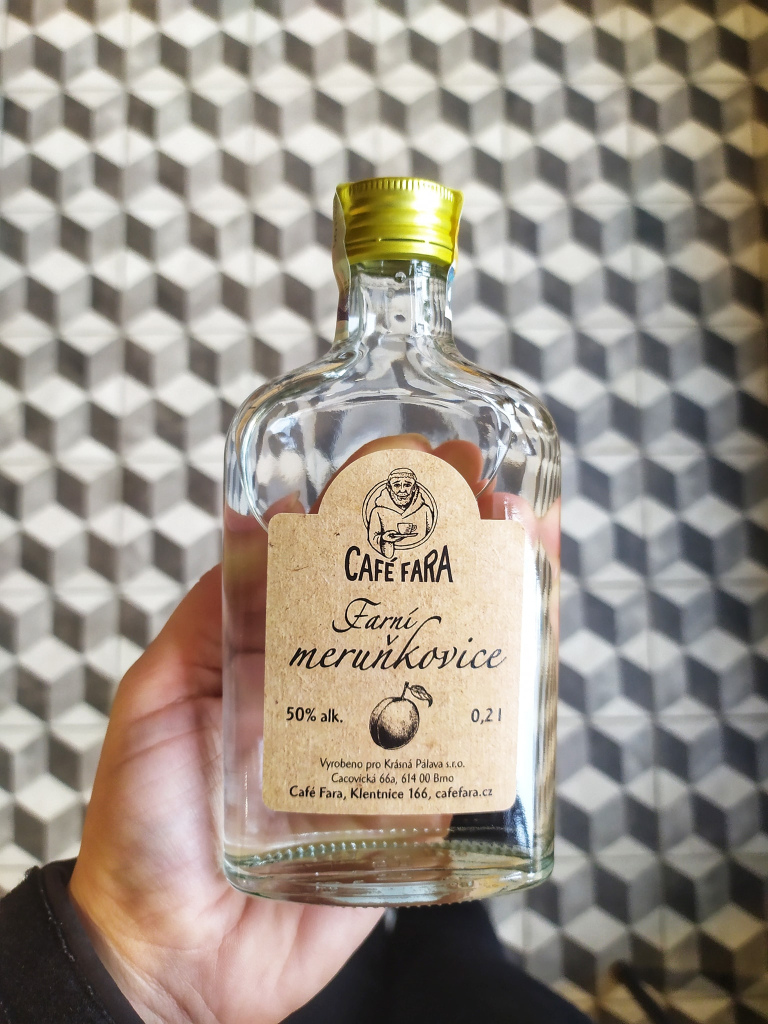 CAFÉ FARA
Farní
meruňkovice
50% alk. 0,2 l
Vyrobeno pro Krásná Pálava s.r.o.
Cacovická 66a, 614 00 Brno
Café Fara, Klentnice 166, cafefara.cz